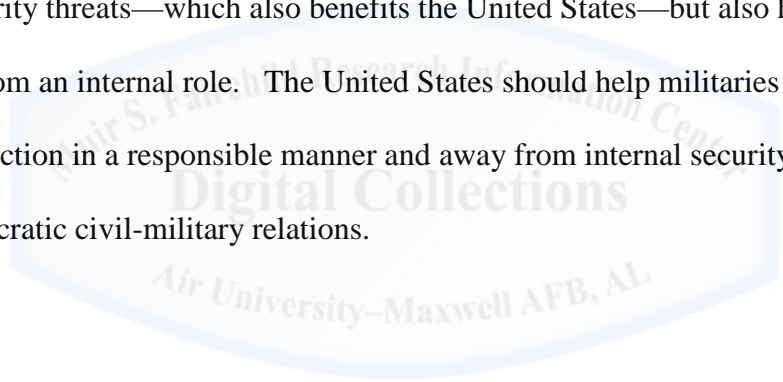 rity threats—which also benefits the United States—but also
om an internal role. The United States should help militaries
ction in a responsible manner and away from internal security
cratic civil-military relations.
Muir S. Fairchild Research Information Center
Digital Collections
Air University–Maxwell AFB, AL